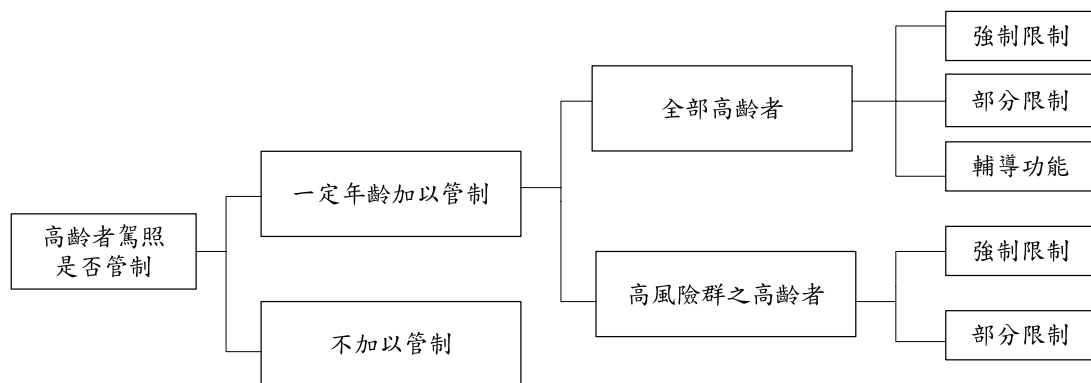 高齡者駕照
是否管制
一定年齡加以管制
不加以管制
全部高齡者
高風險群之高齡者
強制限制
部分限制
輔導功能
強制限制
部分限制